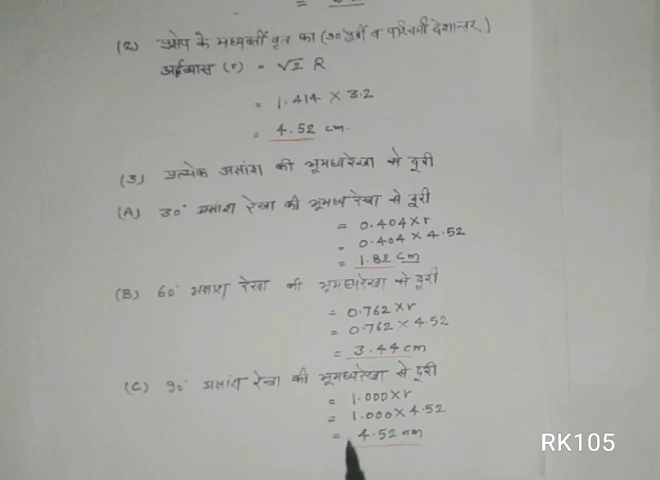 (2) प्रक्षेप के मध्यवर्ती वृत का (90° पूर्वी व पश्चिमी देशान्तर)
अर्द्धव्यास (r) = √2 R
= 1.414 × 3.2
= 4.52 cm.
(3) प्रत्येक अक्षांश की भूमध्यरेखा से दूरी
(A) 30° अक्षांश रेखा की भूमध्य रेखा से दूरी
= 0.404 × r
= 0.404 × 4.52
= 1.82 cm
(B) 60° अक्षांश रेखा की भूमध्यरेखा से दूरी
= 0.762 × r
= 0.762 × 4.52
= 3.44 cm
(C) 90° अक्षांश रेखा की भूमध्यरेखा से दूरी
= 1.000 × r
= 1.000 × 4.52
= 4.52 cm
RK105